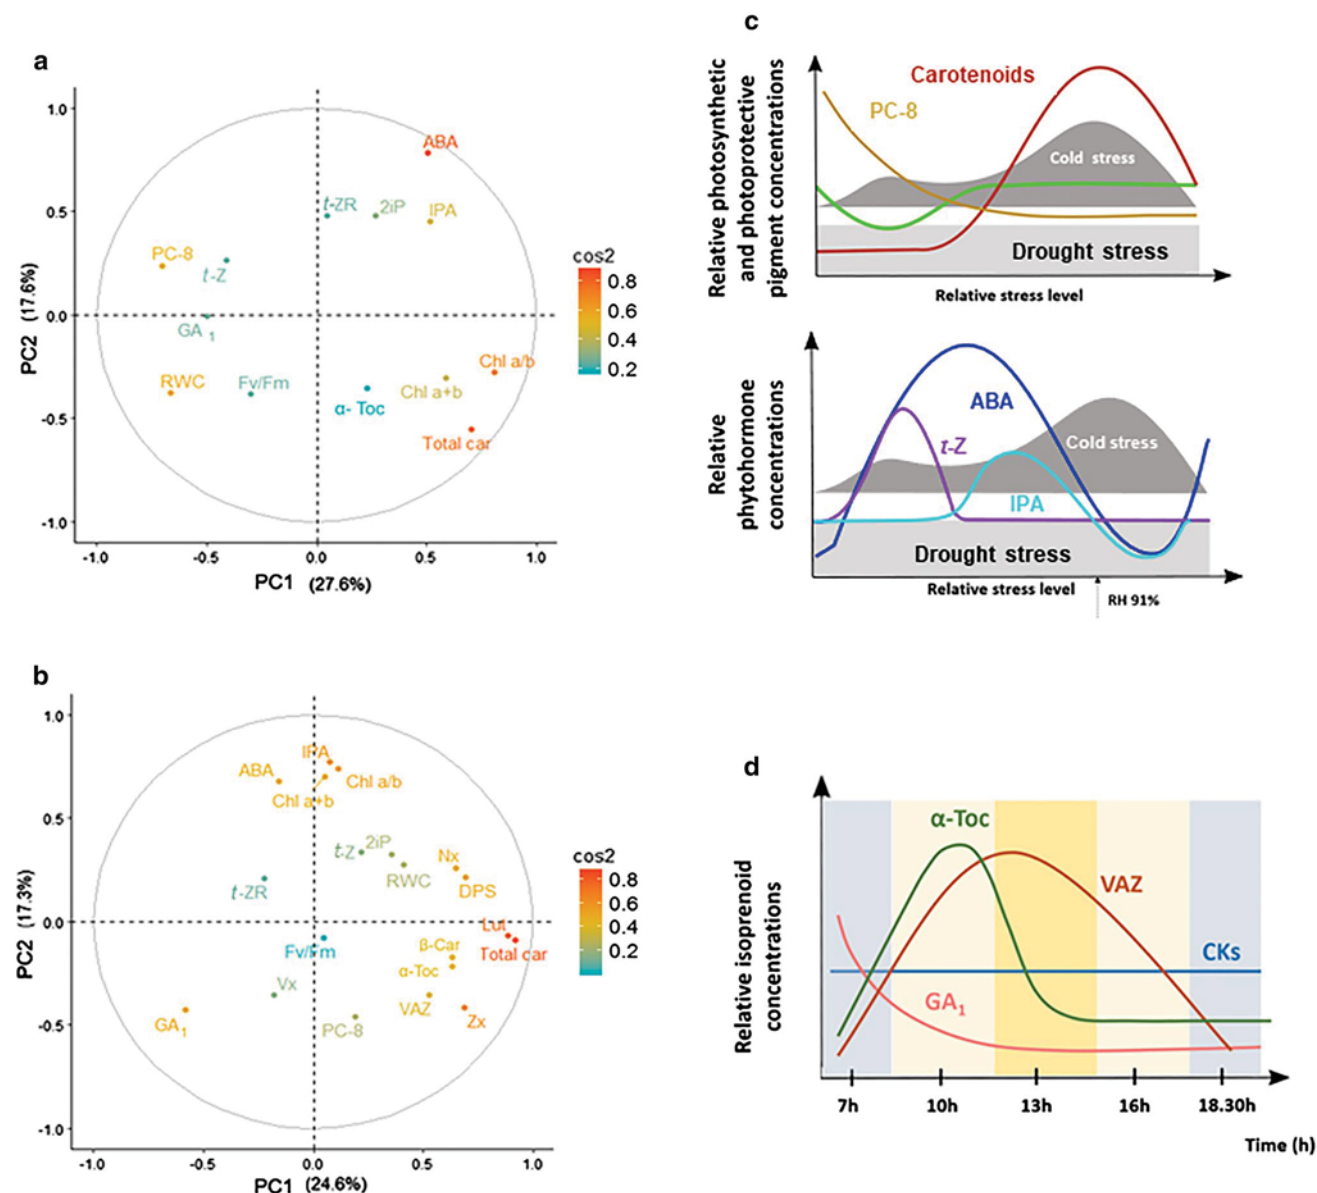 a
1.0
0.5
0.0
-0.5
-1.0
PC2 (17.6%)
ABA
t-ZR
2iP
IPA
PC-8
t-Z
GA 1
RWC
Fv/Fm
α- Toc
Chl a/b
Chl a+b
Total car
-1.0 -0.5 0.0 0.5 1.0
PC1 (27.6%)
cos2
0.8
0.6
0.4
0.2
b
1.0
0.5
0.0
-0.5
-1.0
PC2 (17.3%)
IPA
ABA
Chl a/b
Chl a+b
t-Z
2iP
RWC
Nx
DPS
t-ZR
Lut
Total car
Fv/Fm
β-Car
α-Toc
Vx
VAZ
Zx
GA1
PC-8
-1.0 -0.5 0.0 0.5 1.0
PC1 (24.6%)
cos2
0.8
0.6
0.4
0.2
c
Relative photosynthetic
and photoprotective
pigment concentrations
Carotenoids
PC-8
Cold stress
Drought stress
Relative stress level
Relative
phytohormone
concentrations
ABA
t-Z
Cold stress
IPA
Drought stress
Relative stress level
RH 91%
d
Relative isoprenoid
concentrations
α-Toc
VAZ
CKs
GA1
7h 10h 13h 16h 18.30h
Time (h)